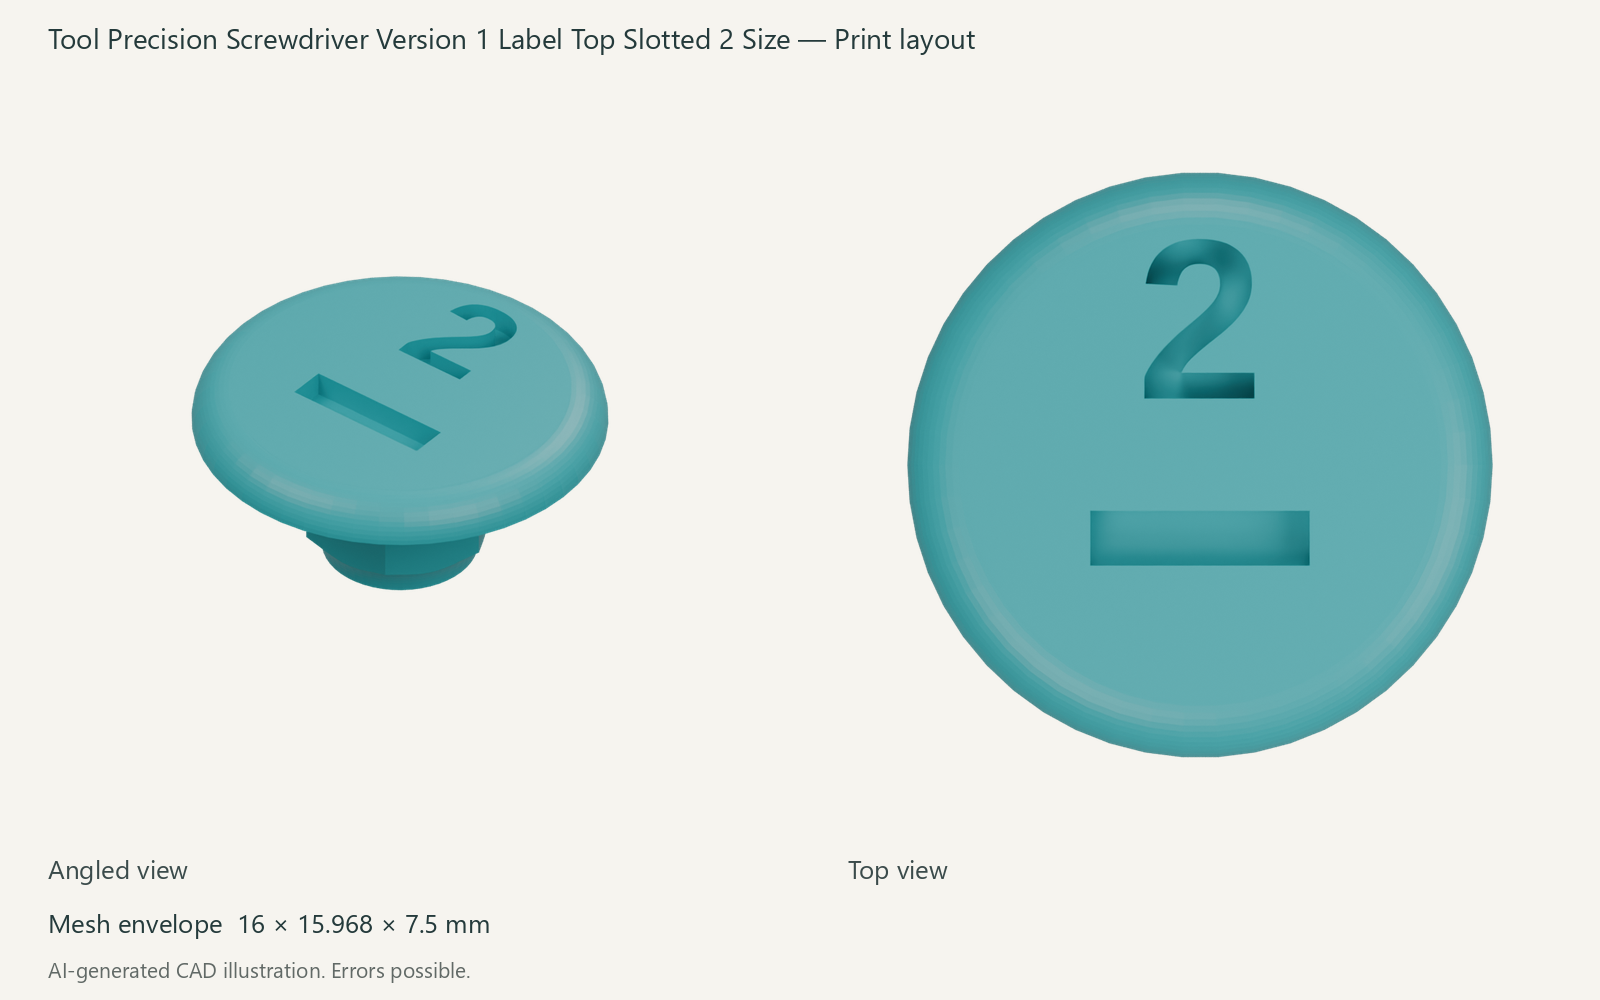 Tool Precision Screwdriver Version 1 Label Top Slotted 2 Size — Print layout
2
2
Angled view
Top view
Mesh envelope 16 × 15.968 × 7.5 mm
AI-generated CAD illustration. Errors possible.